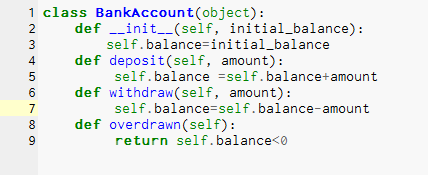 1 class BankAccount(object):
2     def __init__(self, initial_balance):
3         self.balance=initial_balance
4     def deposit(self, amount):
5          self.balance =self.balance+amount
6     def withdraw(self, amount):
7          self.balance=self.balance-amount
8     def overdrawn(self):
9          return self.balance<0